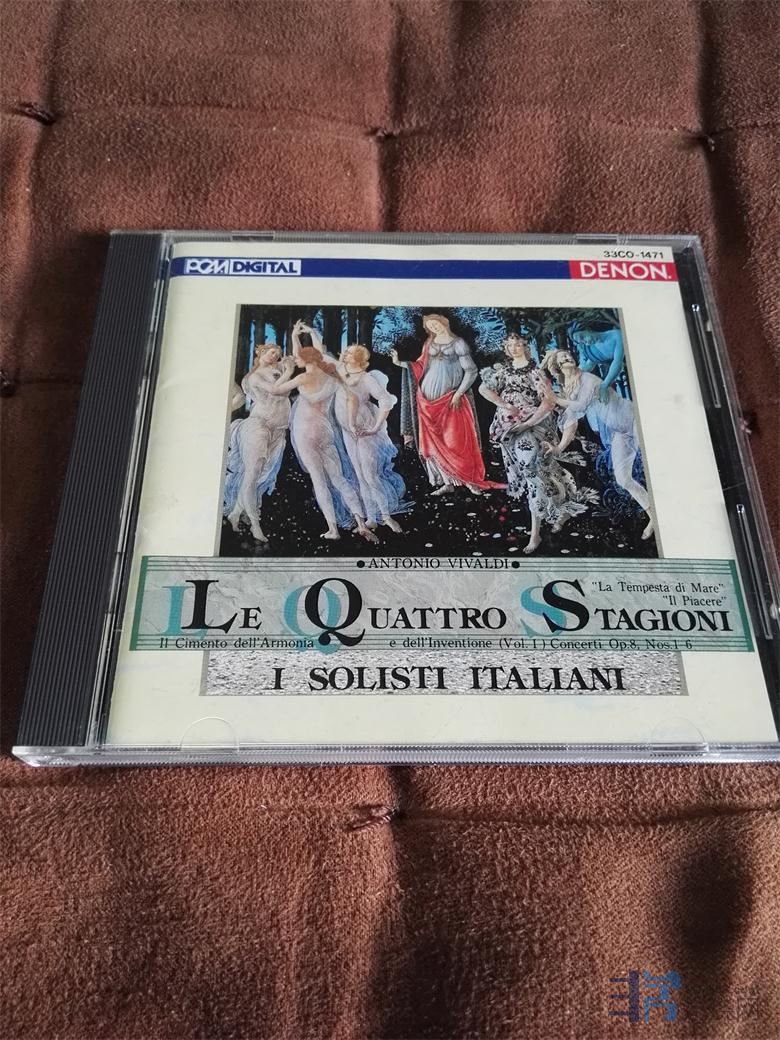 33CO-1471
PCM DIGITAL
DENON.
●ANTONIO VIVALDI●
"La Tempesta di Mare"
"Il Piacere"
LE QUATTRO STAGIONI
Il Cimento dell'Armonia e dell'Inventione (Vol.1) Concerti Op.8, Nos.1-6
I SOLISTI ITALIANI